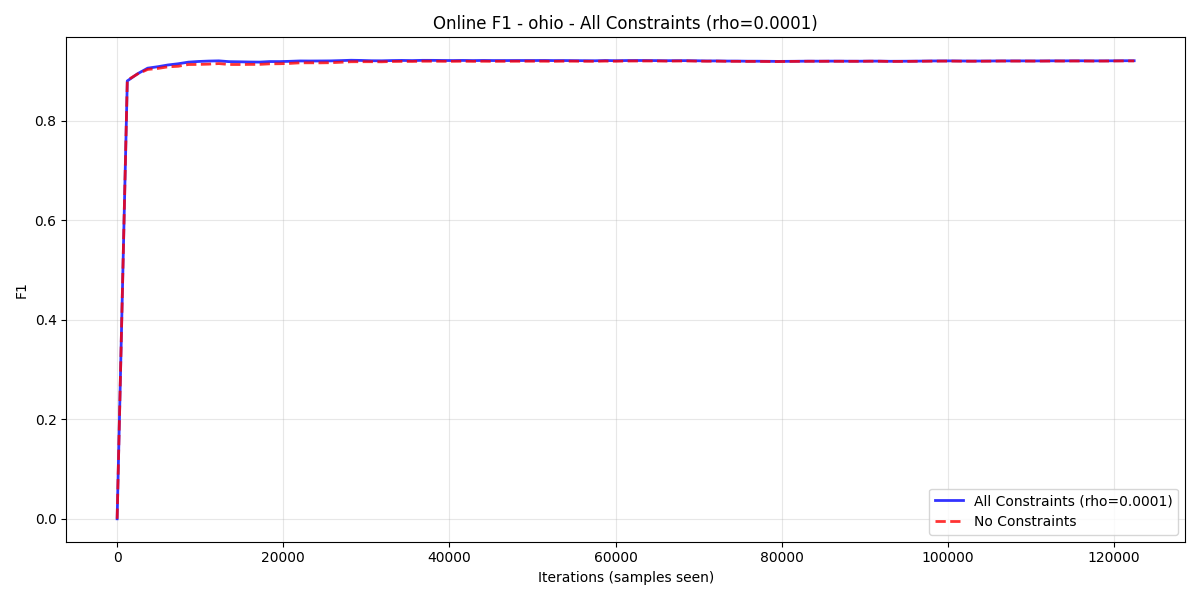 Online F1 - ohio - All Constraints (rho=0.0001)
F1
0.8
0.6
0.4
0.2
0.0
0 20000 40000 60000 80000 100000 120000
Iterations (samples seen)
All Constraints (rho=0.0001)
No Constraints